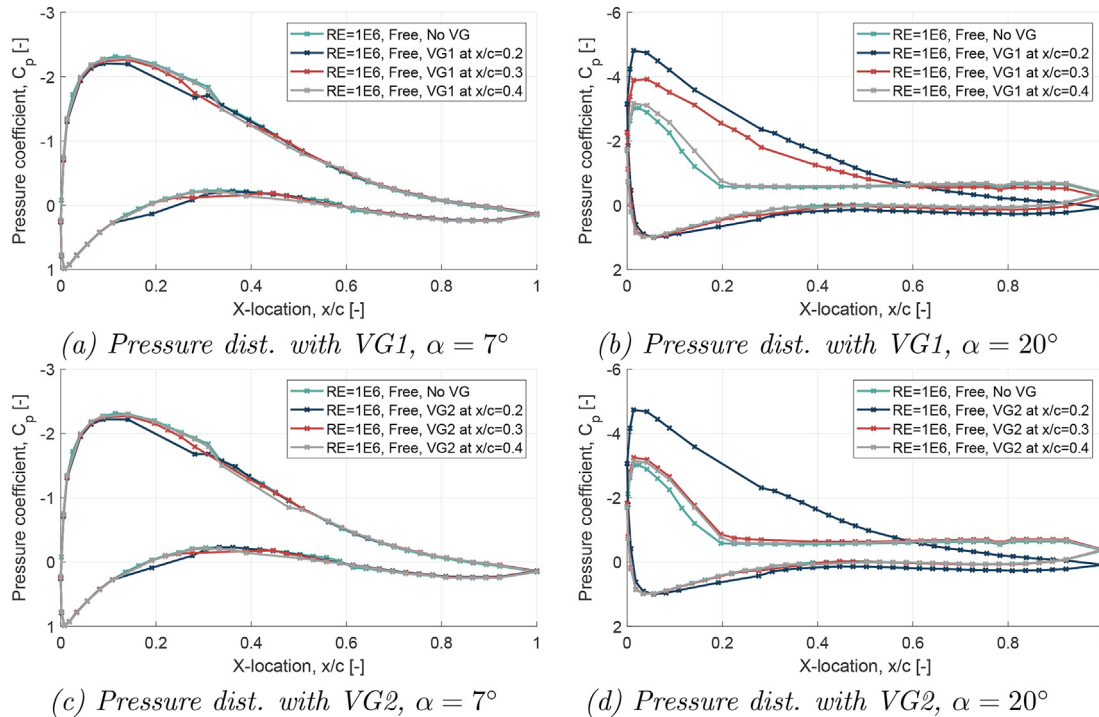 -3
-2
-1
0
1
Pressure coefficient, Cp [-]
RE=1E6, Free, No VG
RE=1E6, Free, VG1 at x/c=0.2
RE=1E6, Free, VG1 at x/c=0.3
RE=1E6, Free, VG1 at x/c=0.4
0 0.2 0.4 0.6 0.8 1
X-location, x/c [-]
(a) Pressure dist. with VG1, α = 7°
-6
-4
-2
0
2
Pressure coefficient, Cp [-]
RE=1E6, Free, No VG
RE=1E6, Free, VG1 at x/c=0.2
RE=1E6, Free, VG1 at x/c=0.3
RE=1E6, Free, VG1 at x/c=0.4
0 0.2 0.4 0.6 0.8
X-location, x/c [-]
(b) Pressure dist. with VG1, α = 20°
-3
-2
-1
0
1
Pressure coefficient, Cp [-]
RE=1E6, Free, No VG
RE=1E6, Free, VG2 at x/c=0.2
RE=1E6, Free, VG2 at x/c=0.3
RE=1E6, Free, VG2 at x/c=0.4
0 0.2 0.4 0.6 0.8 1
X-location, x/c [-]
(c) Pressure dist. with VG2, α = 7°
-6
-4
-2
0
2
Pressure coefficient, Cp [-]
RE=1E6, Free, No VG
RE=1E6, Free, VG2 at x/c=0.2
RE=1E6, Free, VG2 at x/c=0.3
RE=1E6, Free, VG2 at x/c=0.4
0 0.2 0.4 0.6 0.8
X-location, x/c [-]
(d) Pressure dist. with VG2, α = 20°